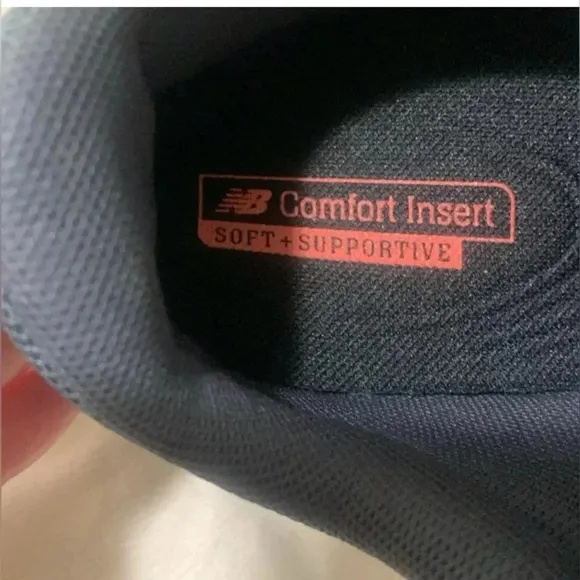 NB Comfort Insert
SOFT + SUPPORTIVE